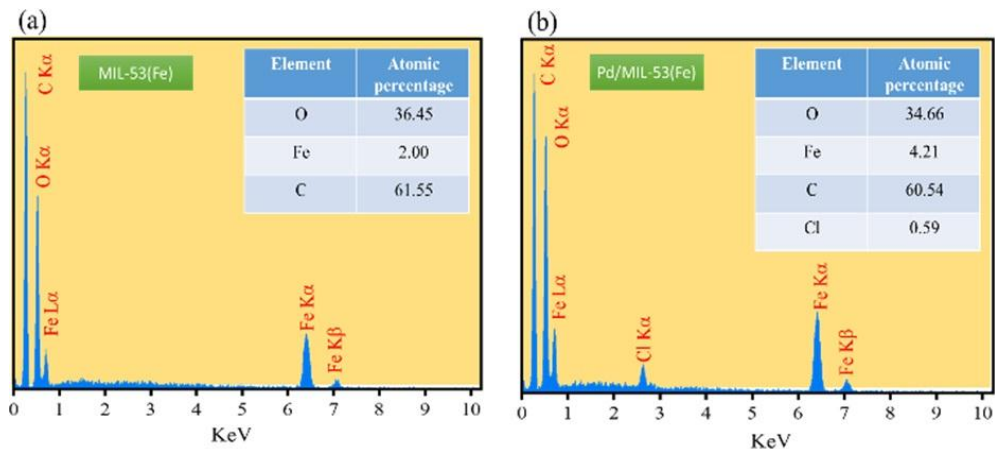 (a)
C Kα
O Kα
Fe Lα
MIL-53(Fe)
Element Atomic percentage
O 36.45
Fe 2.00
C 61.55
Fe Kα
Fe Kβ
0 1 2 3 4 5 6 7 8 9 10
KeV
(b)
C Kα
O Kα
Fe Lα
Pd/MIL-53(Fe)
Element Atomic percentage
O 34.66
Fe 4.21
C 60.54
Cl 0.59
Cl Kα
Fe Kα
Fe Kβ
0 1 2 3 4 5 6 7 8 9 10
KeV